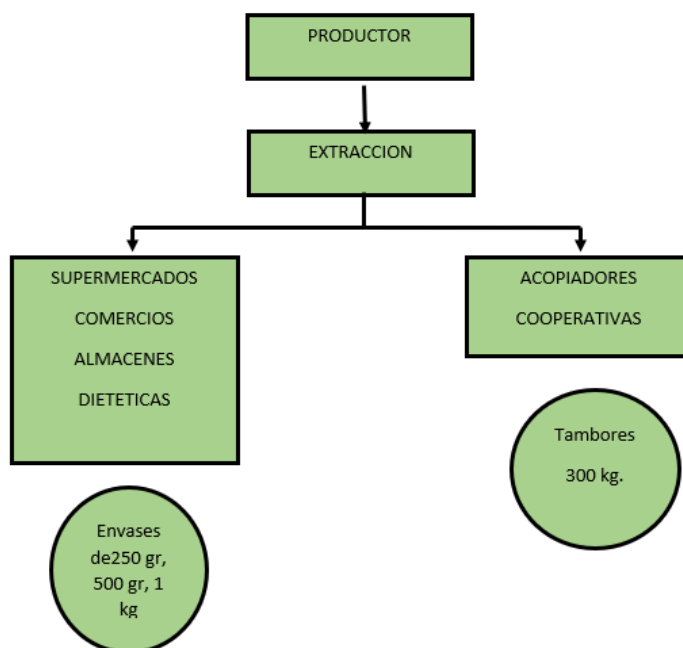 PRODUCTOR
EXTRACCION
SUPERMERCADOS
COMERCIOS
ALMACENES
DIETETICAS
ACOPIADORES
COOPERATIVAS
Tambores
300 kg.
Envases
de250 gr,
500 gr, 1
kg